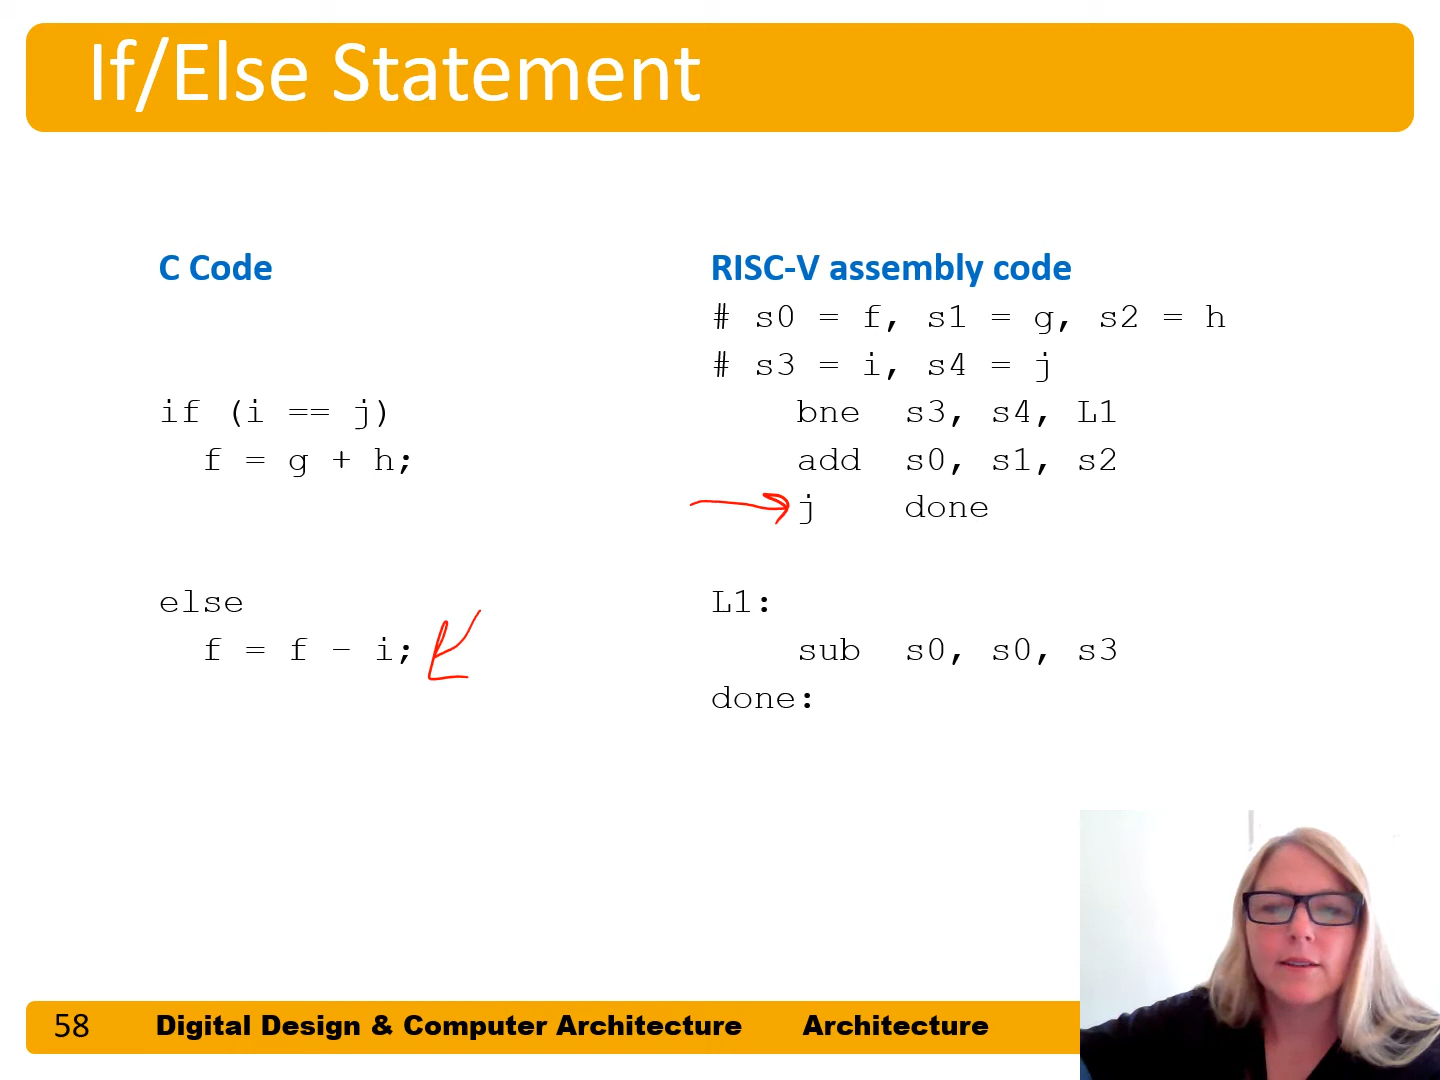 If/Else Statement
C Code
if (i == j)
  f = g + h;
else
  f = f - i;
RISC-V assembly code
# s0 = f, s1 = g, s2 = h
# s3 = i, s4 = j
    bne  s3, s4, L1
    add  s0, s1, s2
    j    done
L1:
    sub  s0, s0, s3
done:
58 Digital Design & Computer Architecture Architecture